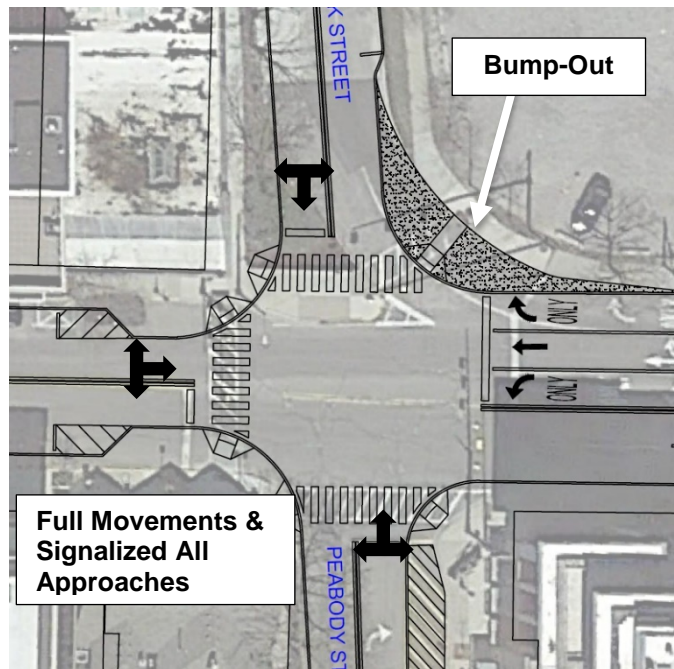 K STREET
Bump-Out
ONLY
ONLY
Full Movements &
Signalized All
Approaches
PEABODY ST